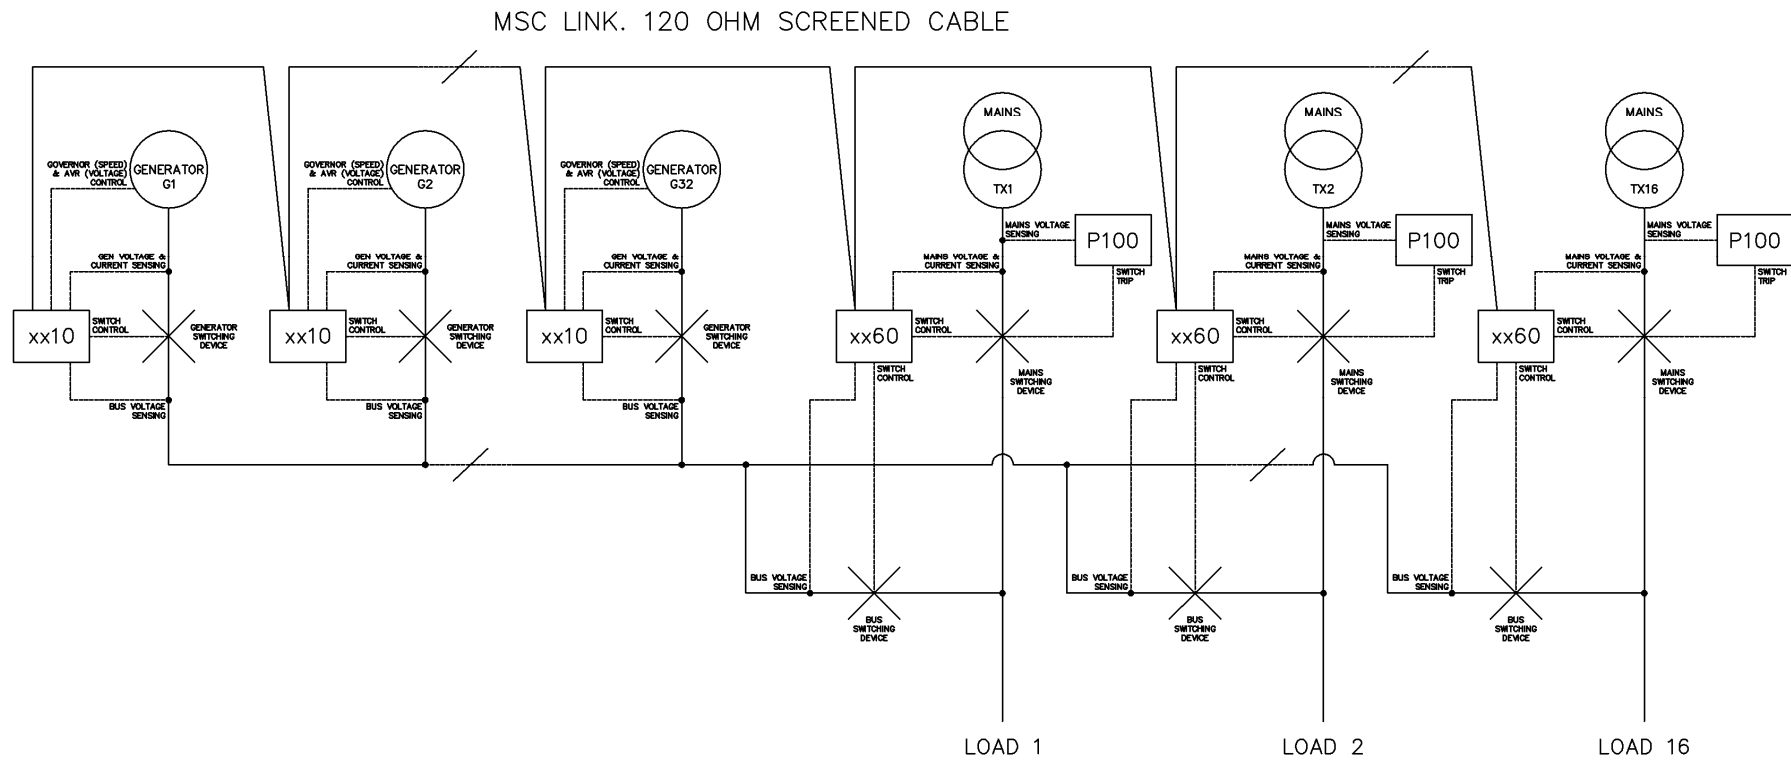 MSC LINK. 120 OHM SCREENED CABLE
GOVERNOR (SPEED)
& AVR (VOLTAGE)
CONTROL
GENERATOR
G1
GEN VOLTAGE &
CURRENT SENSING
xx10
SWITCH
CONTROL
GENERATOR
SWITCHING
DEVICE
BUS VOLTAGE
SENSING
GOVERNOR (SPEED)
& AVR (VOLTAGE)
CONTROL
GENERATOR
G2
GEN VOLTAGE &
CURRENT SENSING
xx10
SWITCH
CONTROL
GENERATOR
SWITCHING
DEVICE
BUS VOLTAGE
SENSING
GOVERNOR (SPEED)
& AVR (VOLTAGE)
CONTROL
GENERATOR
G32
GEN VOLTAGE &
CURRENT SENSING
xx10
SWITCH
CONTROL
GENERATOR
SWITCHING
DEVICE
BUS VOLTAGE
SENSING
MAINS
TX1
MAINS VOLTAGE
SENSING
P100
MAINS VOLTAGE &
CURRENT SENSING
SWITCH
TRIP
xx60
SWITCH
CONTROL
SWITCH
CONTROL
MAINS
SWITCHING
DEVICE
BUS VOLTAGE
SENSING
BUS
SWITCHING
DEVICE
LOAD 1
MAINS
TX2
MAINS VOLTAGE
SENSING
P100
MAINS VOLTAGE &
CURRENT SENSING
SWITCH
TRIP
xx60
SWITCH
CONTROL
SWITCH
CONTROL
MAINS
SWITCHING
DEVICE
BUS VOLTAGE
SENSING
BUS
SWITCHING
DEVICE
LOAD 2
MAINS
TX16
MAINS VOLTAGE
SENSING
P100
MAINS VOLTAGE &
CURRENT SENSING
SWITCH
TRIP
xx60
SWITCH
CONTROL
SWITCH
CONTROL
MAINS
SWITCHING
DEVICE
BUS VOLTAGE
SENSING
BUS
SWITCHING
DEVICE
LOAD 16